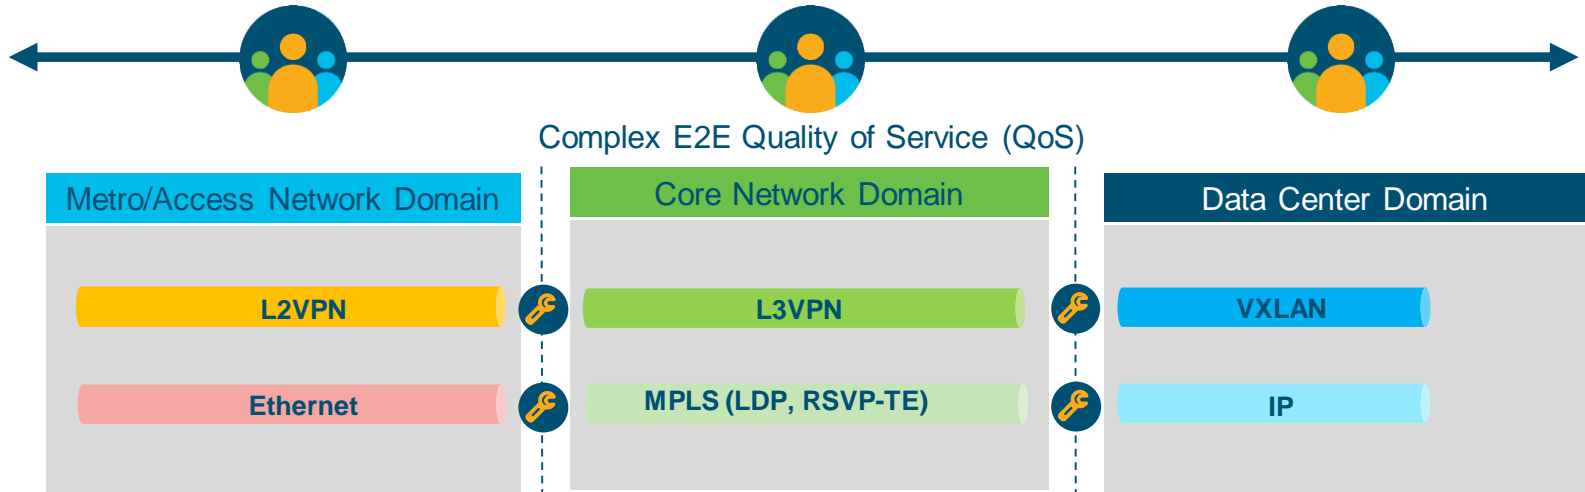 Complex E2E Quality of Service (QoS)
Metro/Access Network Domain
Core Network Domain
Data Center Domain
L2VPN
L3VPN
VXLAN
Ethernet
MPLS (LDP, RSVP-TE)
IP